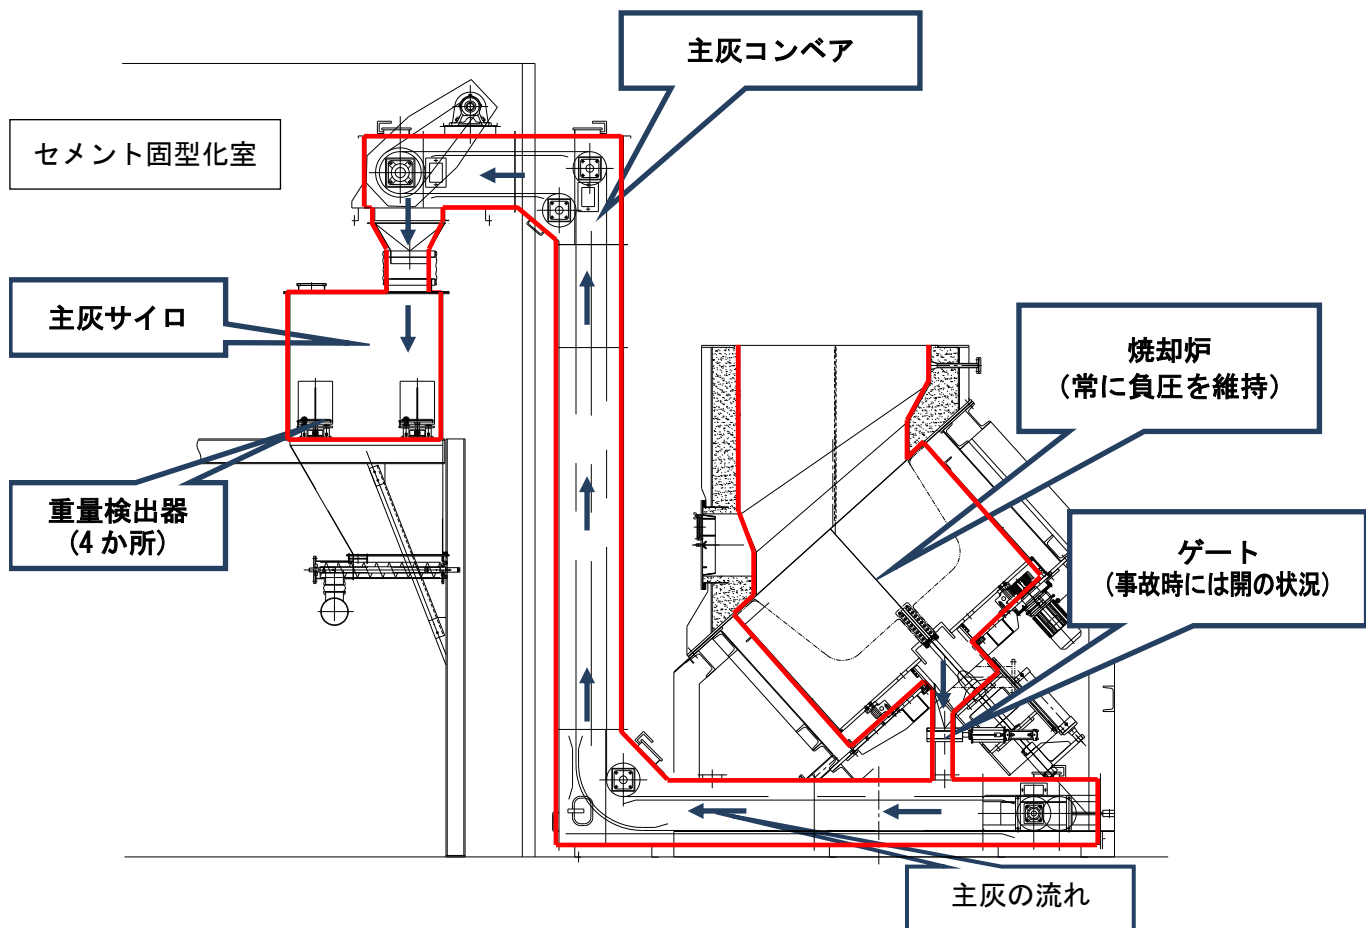 主灰コンベア
セメント固型化室
主灰サイロ
焼却炉
（常に負圧を維持）
重量検出器
（4 か所）
ゲート
（事故時には開の状況）
主灰の流れ